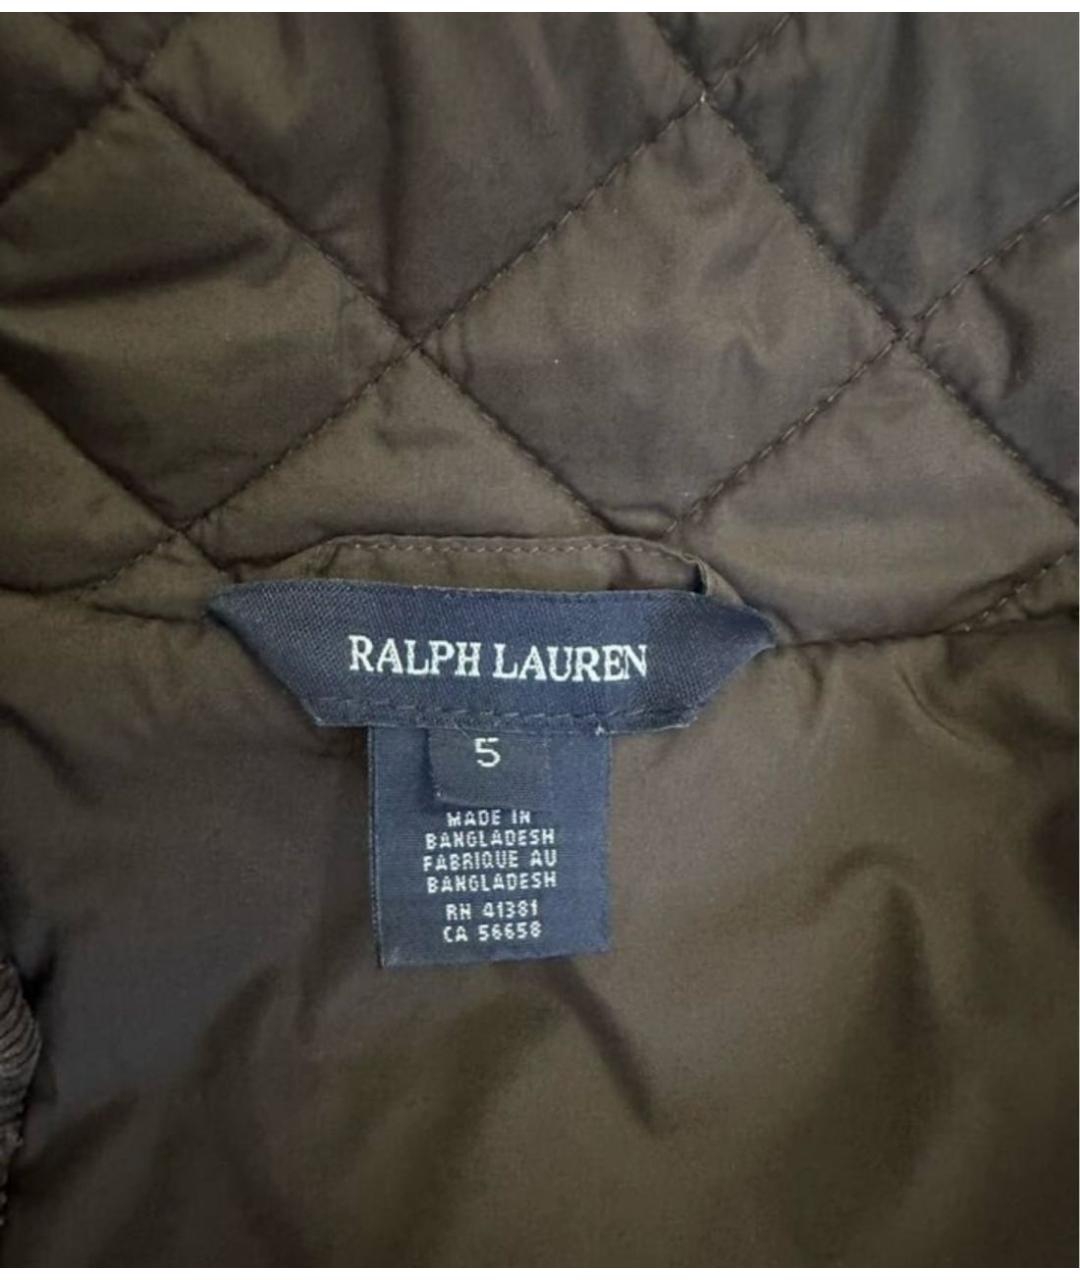 RALPH LAUREN
5
MADE IN
BANGLADESH
FABRIQUE AU
BANGLADESH
RN 41381
CA 56658